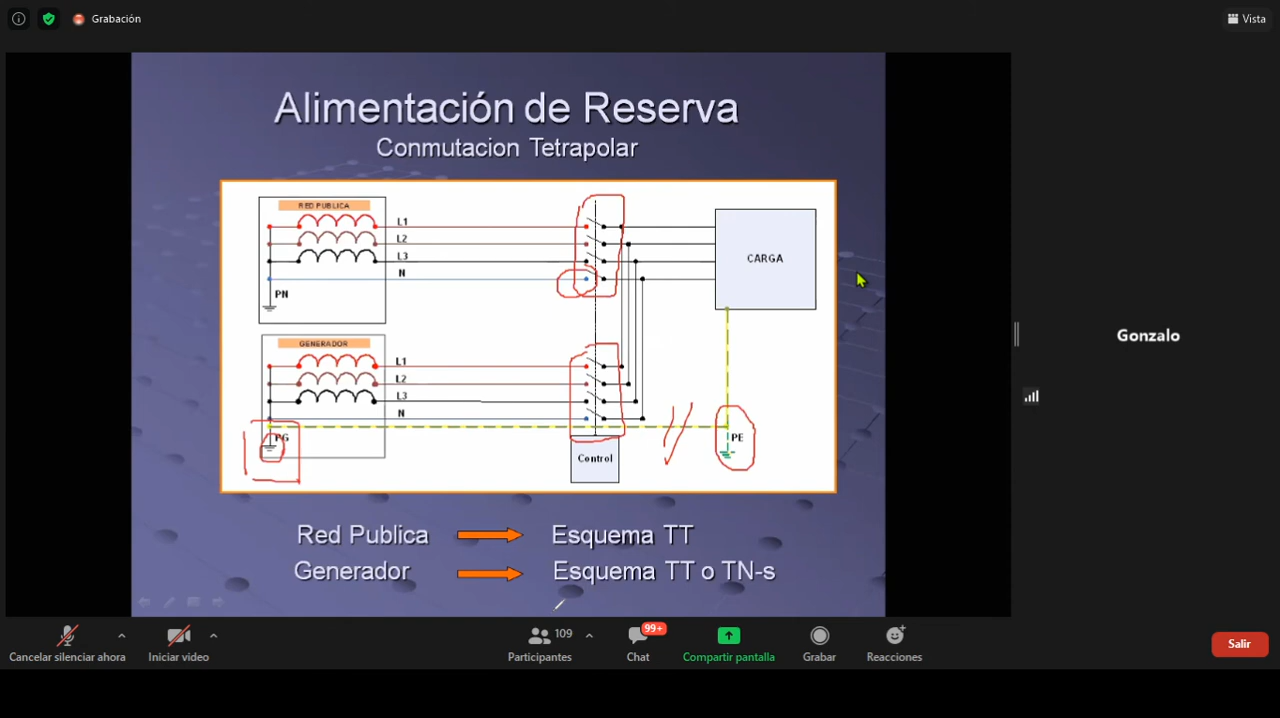 Grabación
Vista
Alimentación de Reserva
Conmutacion Tetrapolar
RED PUBLICA
L1
L2
L3
N
PN
CARGA
GENERADOR
L1
L2
L3
N
PG
PE
Control
Red Publica Esquema TT
Generador Esquema TT o TN-s
Gonzalo
Cancelar silenciar ahora
Iniciar video
109
Participantes
99+
Chat
Compartir pantalla
Grabar
Reacciones
Salir